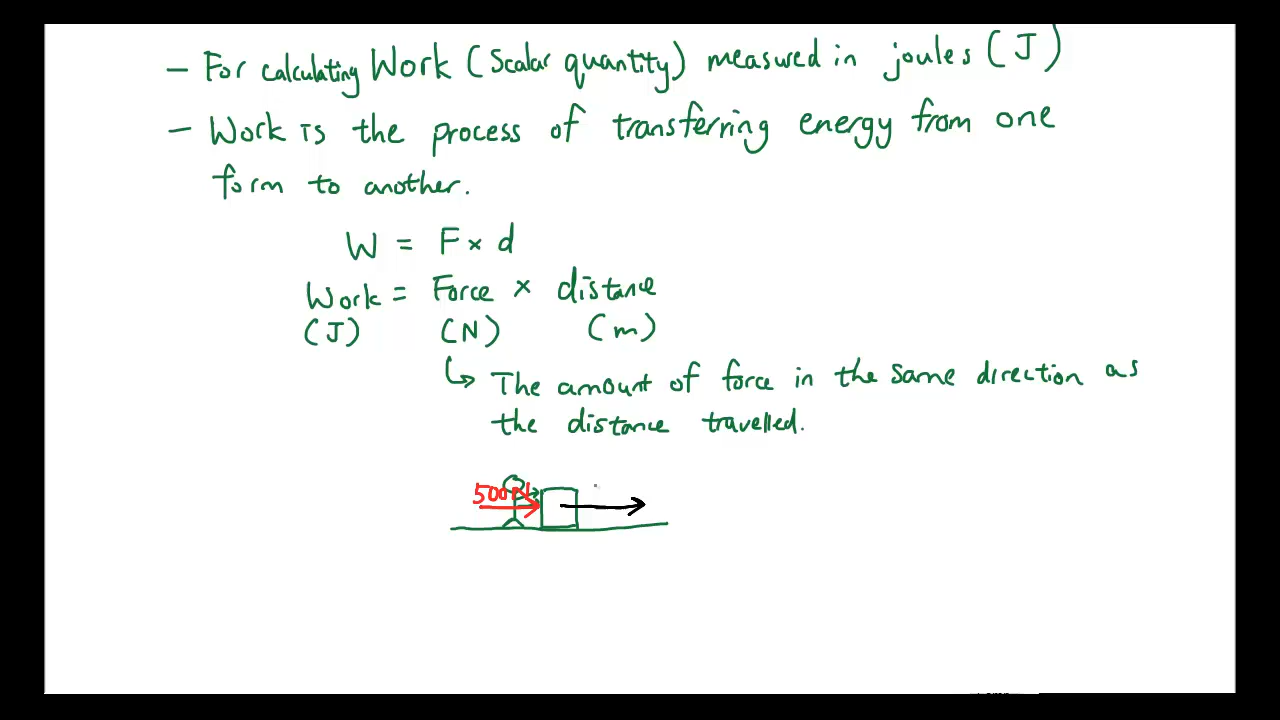 – For calculating Work (Scalar quantity) measured in joules (J)
– Work is the process of transferring energy from one
form to another.
W = F × d
Work = Force × distance
(J) (N) (m)
↳ The amount of force in the same direction as
the distance travelled.
500N